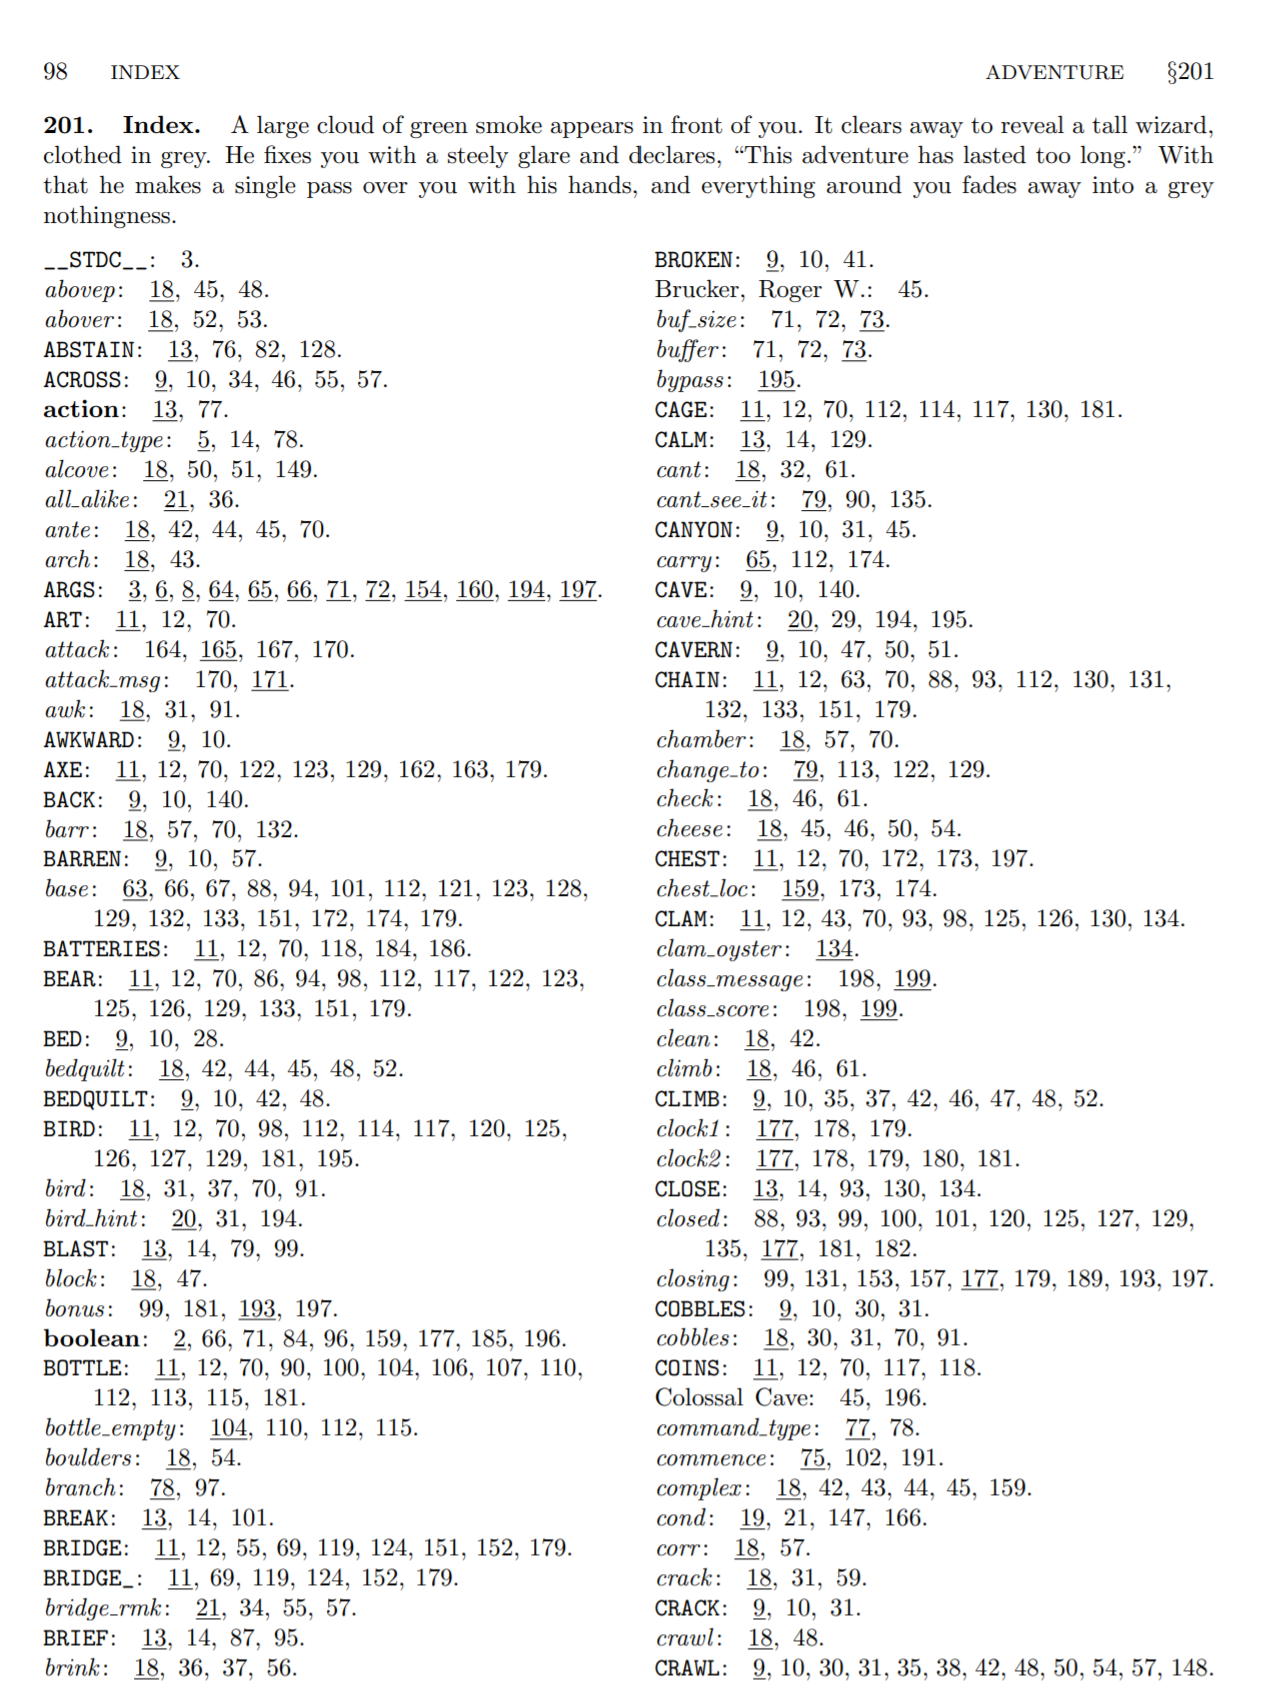 98 INDEX ADVENTURE §201
201. Index. A large cloud of green smoke appears in front of you. It clears away to reveal a tall wizard,
clothed in grey. He fixes you with a steely glare and declares, “This adventure has lasted too long.” With
that he makes a single pass over you with his hands, and everything around you fades away into a grey
nothingness.
__STDC__: 3.
abovep: 18, 45, 48.
abover: 18, 52, 53.
ABSTAIN: 13, 76, 82, 128.
ACROSS: 9, 10, 34, 46, 55, 57.
action: 13, 77.
action_type: 5, 14, 78.
alcove: 18, 50, 51, 149.
all_alike: 21, 36.
ante: 18, 42, 44, 45, 70.
arch: 18, 43.
ARGS: 3, 6, 8, 64, 65, 66, 71, 72, 154, 160, 194, 197.
ART: 11, 12, 70.
attack: 164, 165, 167, 170.
attack_msg: 170, 171.
awk: 18, 31, 91.
AWKWARD: 9, 10.
AXE: 11, 12, 70, 122, 123, 129, 162, 163, 179.
BACK: 9, 10, 140.
barr: 18, 57, 70, 132.
BARREN: 9, 10, 57.
base: 63, 66, 67, 88, 94, 101, 112, 121, 123, 128,
129, 132, 133, 151, 172, 174, 179.
BATTERIES: 11, 12, 70, 118, 184, 186.
BEAR: 11, 12, 70, 86, 94, 98, 112, 117, 122, 123,
125, 126, 129, 133, 151, 179.
BED: 9, 10, 28.
bedquilt: 18, 42, 44, 45, 48, 52.
BEDQUILT: 9, 10, 42, 48.
BIRD: 11, 12, 70, 98, 112, 114, 117, 120, 125,
126, 127, 129, 181, 195.
bird: 18, 31, 37, 70, 91.
bird_hint: 20, 31, 194.
BLAST: 13, 14, 79, 99.
block: 18, 47.
bonus: 99, 181, 193, 197.
boolean: 2, 66, 71, 84, 96, 159, 177, 185, 196.
BOTTLE: 11, 12, 70, 90, 100, 104, 106, 107, 110,
112, 113, 115, 181.
bottle_empty: 104, 110, 112, 115.
boulders: 18, 54.
branch: 78, 97.
BREAK: 13, 14, 101.
BRIDGE: 11, 12, 55, 69, 119, 124, 151, 152, 179.
BRIDGE_: 11, 69, 119, 124, 152, 179.
bridge_rmk: 21, 34, 55, 57.
BRIEF: 13, 14, 87, 95.
brink: 18, 36, 37, 56.
BROKEN: 9, 10, 41.
Brucker, Roger W.: 45.
buf_size: 71, 72, 73.
buffer: 71, 72, 73.
bypass: 195.
CAGE: 11, 12, 70, 112, 114, 117, 130, 181.
CALM: 13, 14, 129.
cant: 18, 32, 61.
cant_see_it: 79, 90, 135.
CANYON: 9, 10, 31, 45.
carry: 65, 112, 174.
CAVE: 9, 10, 140.
cave_hint: 20, 29, 194, 195.
CAVERN: 9, 10, 47, 50, 51.
CHAIN: 11, 12, 63, 70, 88, 93, 112, 130, 131,
132, 133, 151, 179.
chamber: 18, 57, 70.
change_to: 79, 113, 122, 129.
check: 18, 46, 61.
cheese: 18, 45, 46, 50, 54.
CHEST: 11, 12, 70, 172, 173, 197.
chest_loc: 159, 173, 174.
CLAM: 11, 12, 43, 70, 93, 98, 125, 126, 130, 134.
clam_oyster: 134.
class_message: 198, 199.
class_score: 198, 199.
clean: 18, 42.
climb: 18, 46, 61.
CLIMB: 9, 10, 35, 37, 42, 46, 47, 48, 52.
clock1: 177, 178, 179.
clock2: 177, 178, 179, 180, 181.
CLOSE: 13, 14, 93, 130, 134.
closed: 88, 93, 99, 100, 101, 120, 125, 127, 129,
135, 177, 181, 182.
closing: 99, 131, 153, 157, 177, 179, 189, 193, 197.
COBBLES: 9, 10, 30, 31.
cobbles: 18, 30, 31, 70, 91.
COINS: 11, 12, 70, 117, 118.
Colossal Cave: 45, 196.
command_type: 77, 78.
commence: 75, 102, 191.
complex: 18, 42, 43, 44, 45, 159.
cond: 19, 21, 147, 166.
corr: 18, 57.
crack: 18, 31, 59.
CRACK: 9, 10, 31.
crawl: 18, 48.
CRAWL: 9, 10, 30, 31, 35, 38, 42, 48, 50, 54, 57, 148.